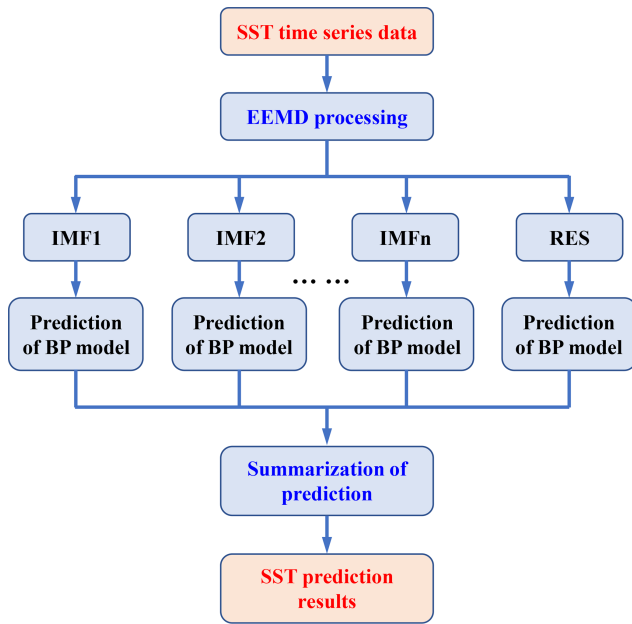 SST time series data
EEMD processing
IMF1
IMF2
IMFn
RES
... ...
Prediction
of BP model
Prediction
of BP model
Prediction
of BP model
Prediction
of BP model
Summarization of
prediction
SST prediction
results